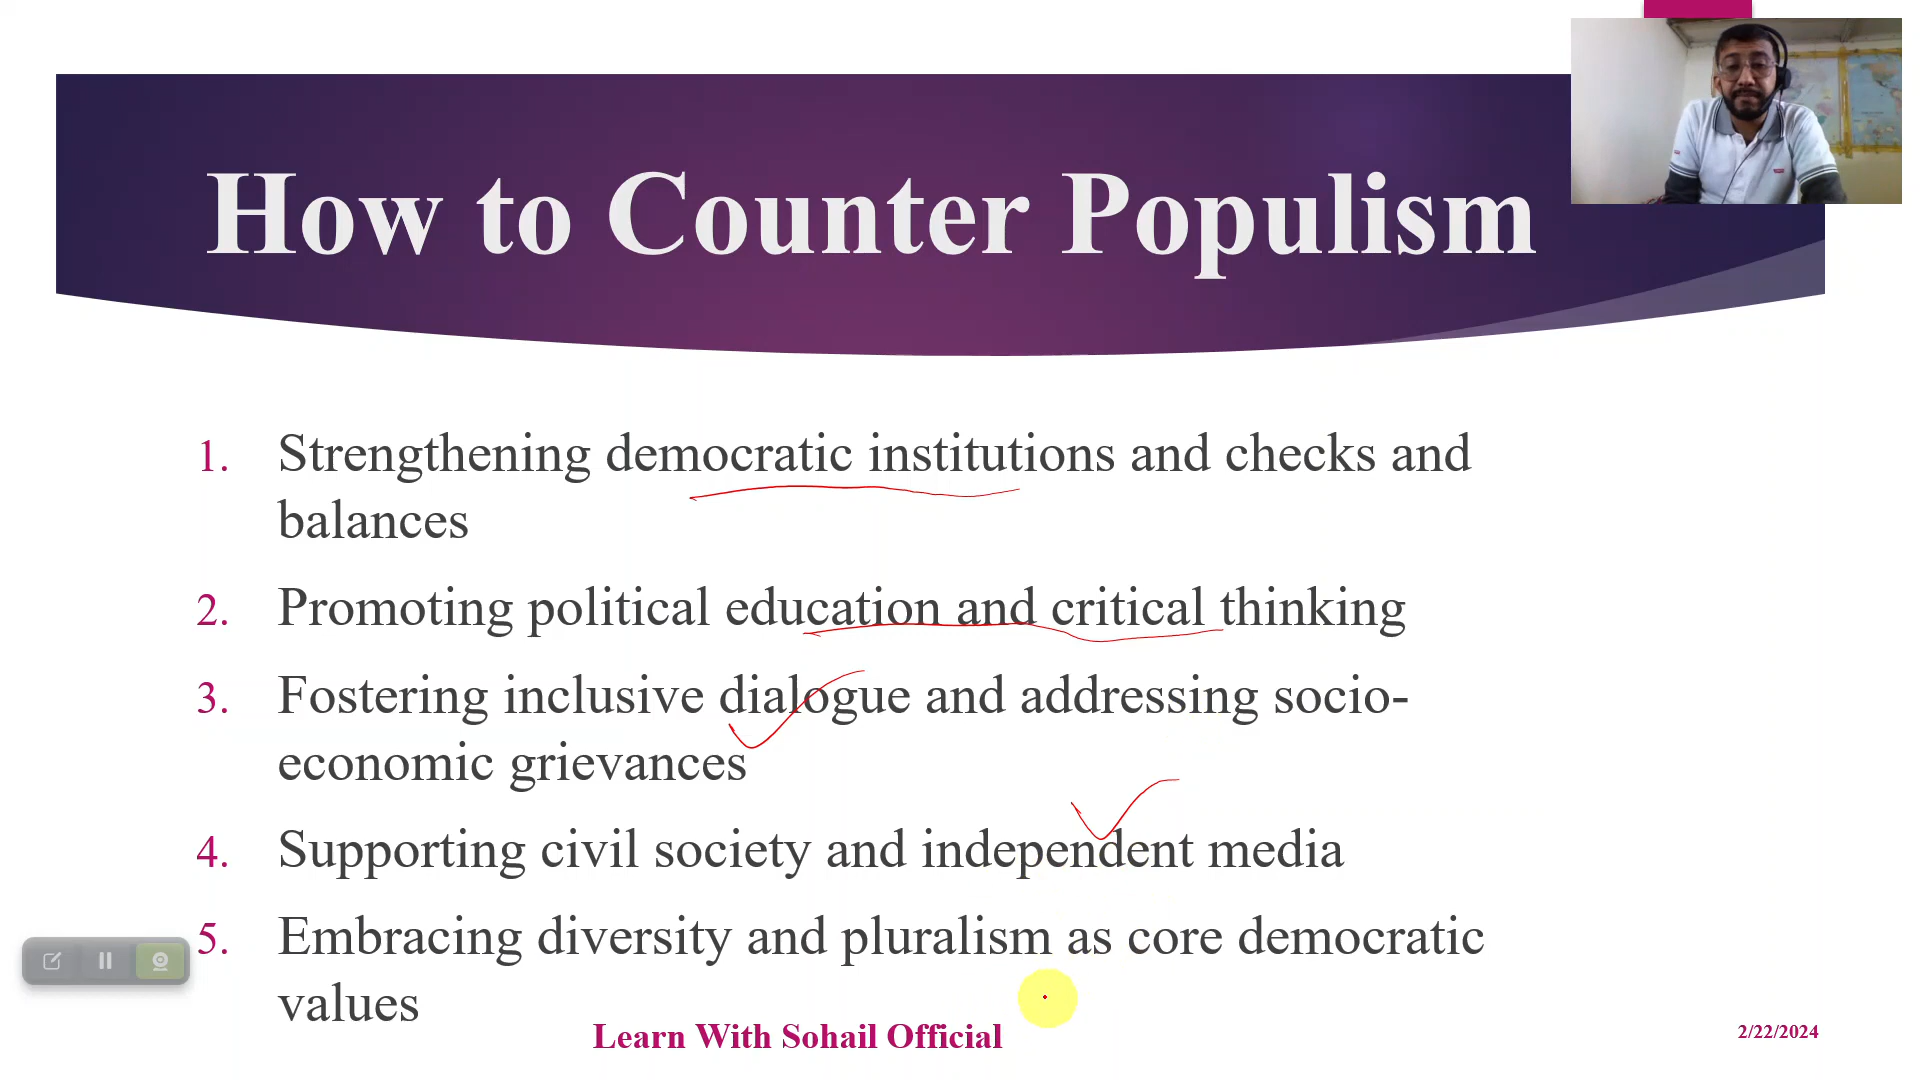 How to Counter Populism
1. Strengthening democratic institutions and checks and
balances
2. Promoting political education and critical thinking
3. Fostering inclusive dialogue and addressing socio-
economic grievances
4. Supporting civil society and independent media
5. Embracing diversity and pluralism as core democratic
values
Learn With Sohail Official
2/22/2024